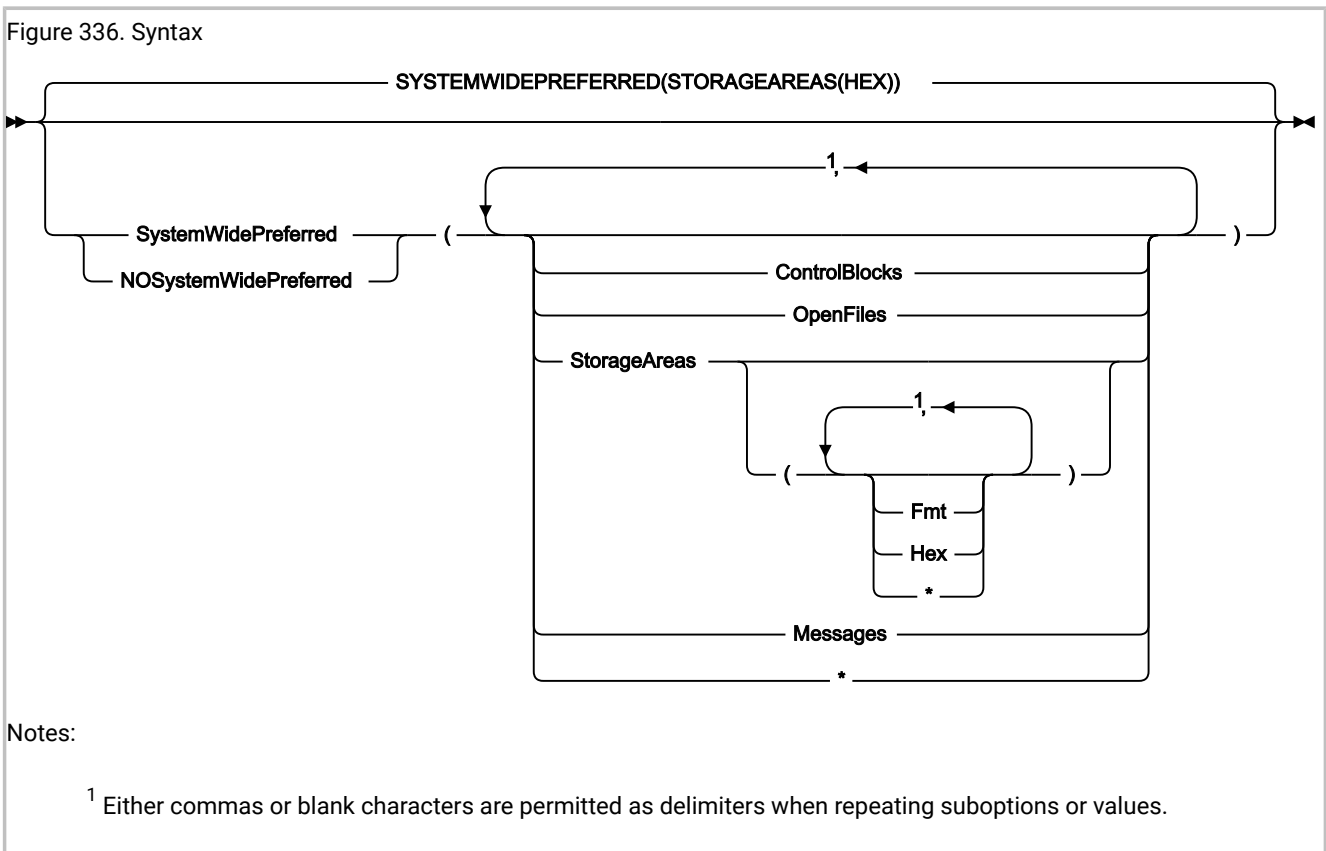 Figure 336. Syntax
SYSTEMWIDEPREFERRED(STORAGEAREAS(HEX))
1,
SystemWidePreferred ( )
NOSystemWidePreferred
ControlBlocks
OpenFiles
StorageAreas
1,
( )
Fmt
Hex
*
Messages
*
Notes:
1 Either commas or blank characters are permitted as delimiters when repeating suboptions or values.